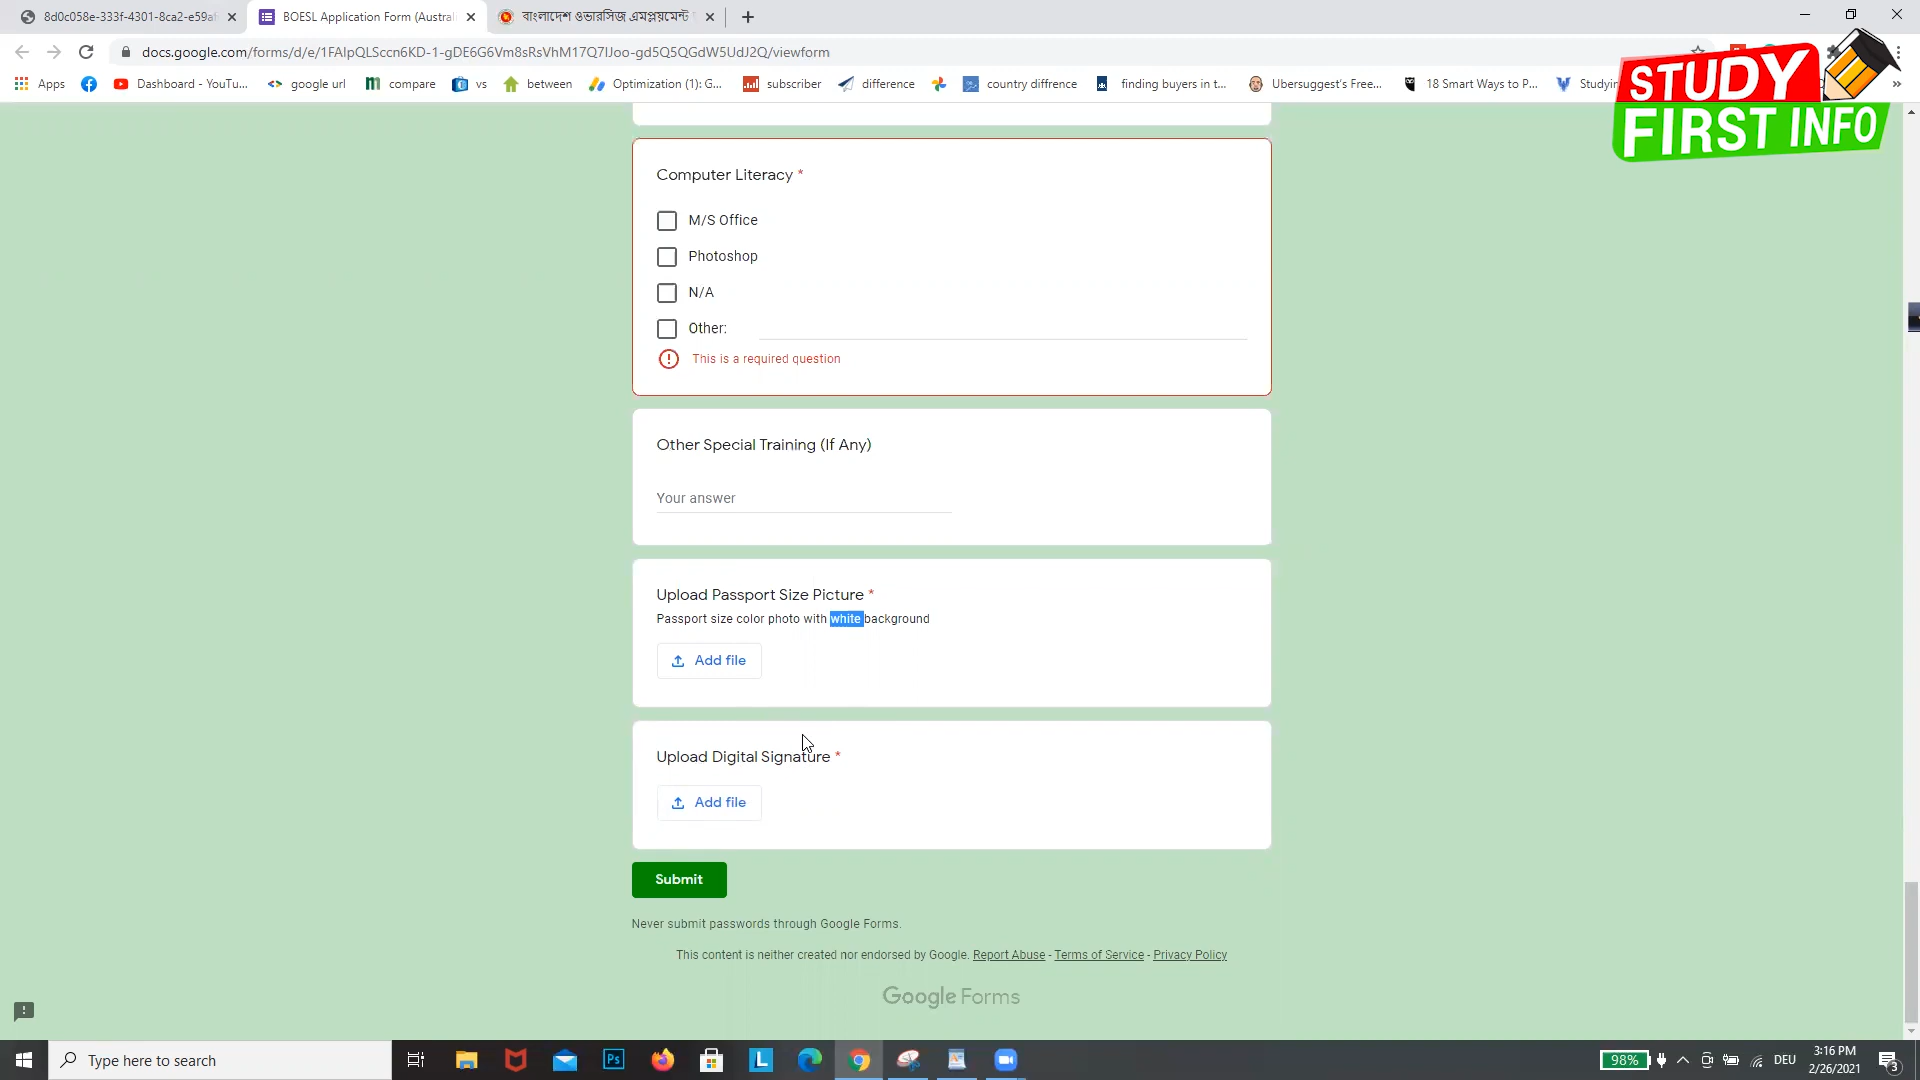 8d0c058e-333f-4301-8ca2-e59af
BOESL Application Form (Austral
বাংলাদেশ ওভারসিজ এমপ্লয়মেন্ট
docs.google.com/forms/d/e/1FAIpQLSccn6KD-1-gDE6G6Vm8sRsVhM17Q7IJoo-gd5Q5QGdW5UdJ2Q/viewform
Apps
Dashboard - YouTu...
google url
compare
vs
between
Optimization (1): G...
subscriber
difference
country diffrence
finding buyers in t...
Ubersuggest's Free...
18 Smart Ways to P...
Studyin
STUDY
FIRST INFO
Computer Literacy *
M/S Office
Photoshop
N/A
Other:
This is a required question
Other Special Training (If Any)
Your answer
Upload Passport Size Picture *
Passport size color photo with white background
Add file
Upload Digital Signature *
Add file
Submit
Never submit passwords through Google Forms.
This content is neither created nor endorsed by Google. Report Abuse - Terms of Service - Privacy Policy
Google Forms
Type here to search
Ps
L
98%
DEU
3:16 PM
2/26/2021
3